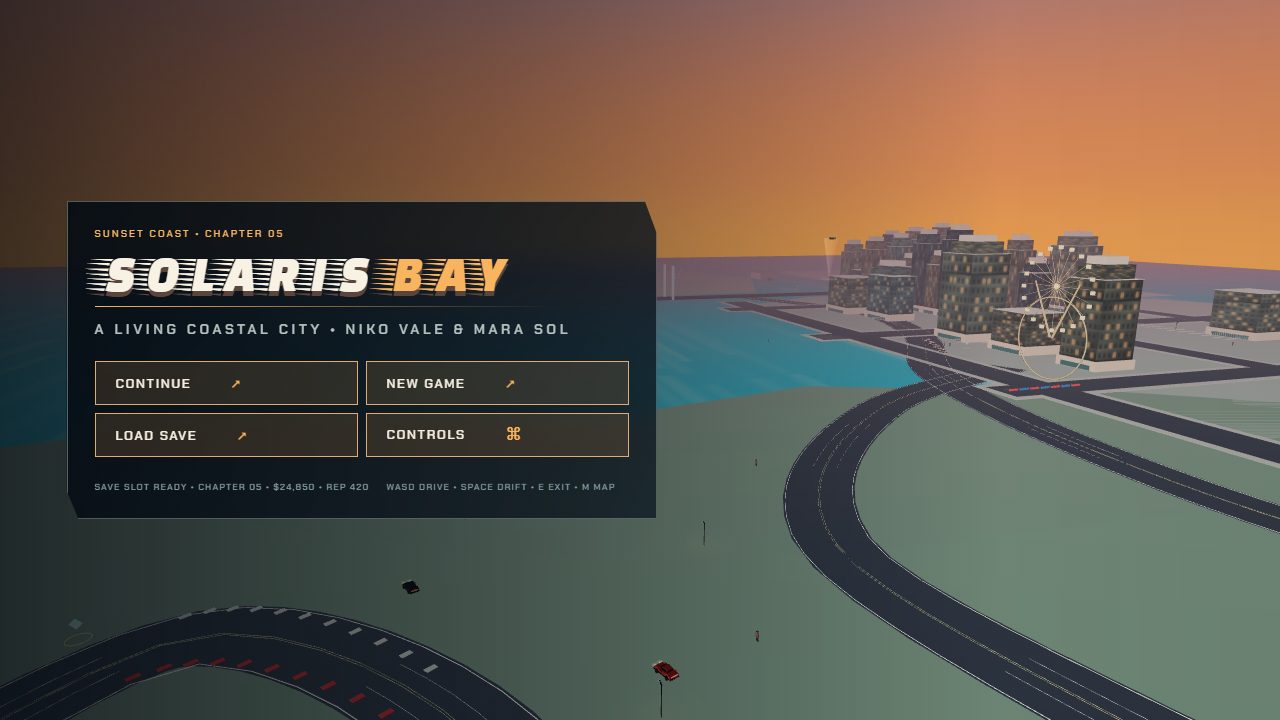 SUNSET COAST • CHAPTER 05
SOLARIS BAY
A LIVING COASTAL CITY • NIKO VALE & MARA SOL
CONTINUE ↗
NEW GAME ↗
LOAD SAVE ↗
CONTROLS ⌘
SAVE SLOT READY • CHAPTER 05 • $24,850 • REP 420
WASD DRIVE • SPACE DRIFT • E EXIT • M MAP